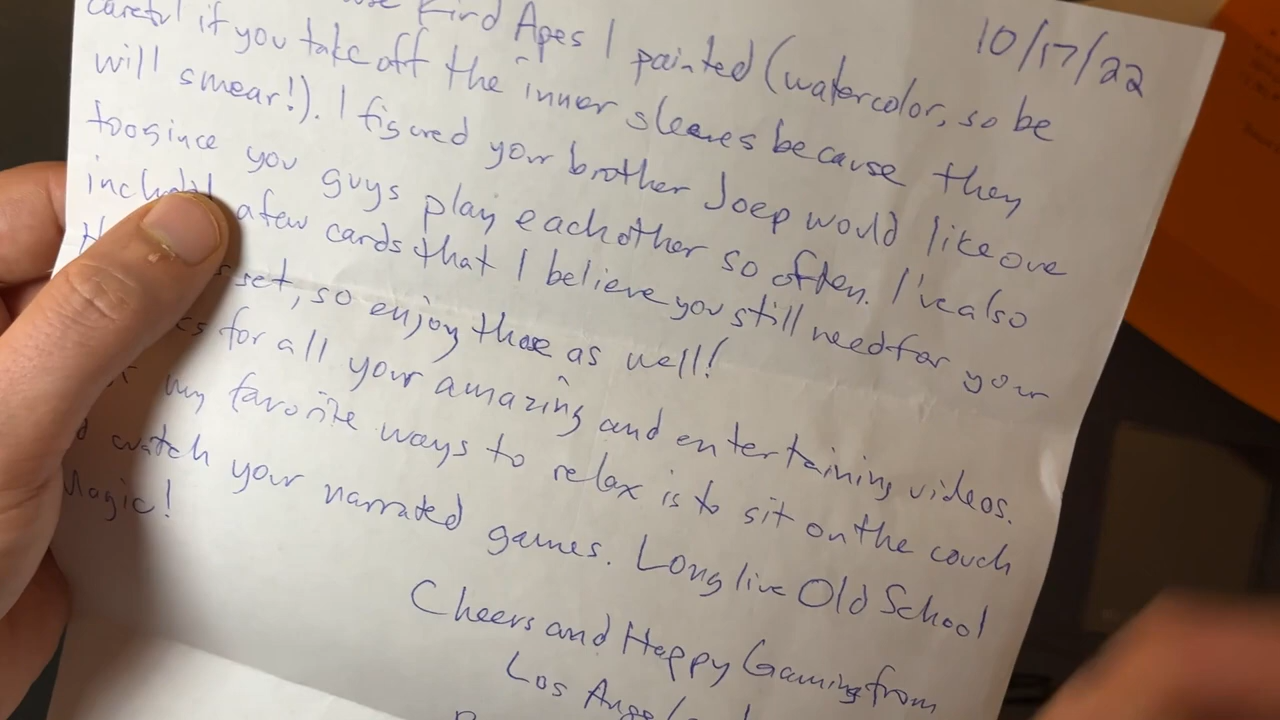 10/17/22
Kird Apes I painted (watercolor, so be
careful if you take off the inner sleeves because they
will smear!). I figured your brother Joep would like one
too since you guys play each other so often. I've also
a few cards that I believe you still need for your
set, so enjoy those as well!
for all your amazing and entertaining videos.
my favorite ways to relax is to sit on the couch
watch your narrated games. Long live Old School
Magic!
Cheers and Happy Gaming from
Los